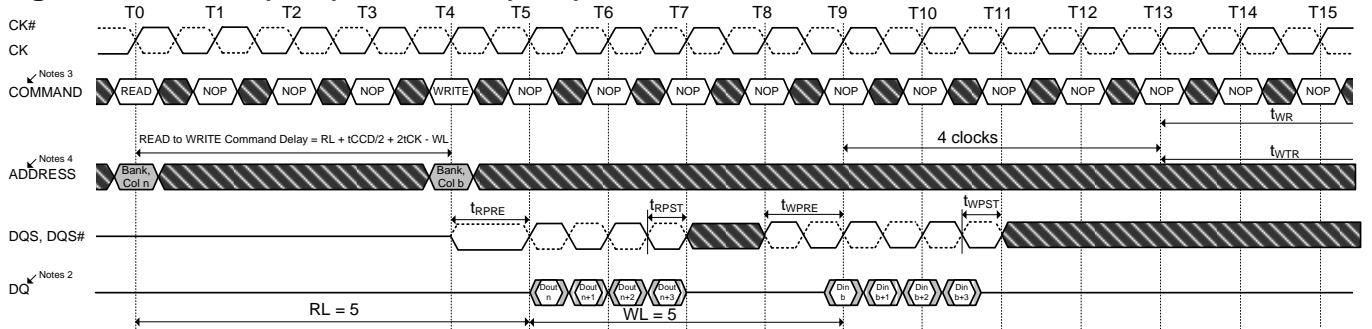 T0 T1 T2 T3 T4 T5 T6 T7 T8 T9 T10 T11 T12 T13 T14 T15
CK#
CK
Notes 3
COMMAND READ NOP NOP NOP WRITE NOP NOP NOP NOP NOP NOP NOP NOP NOP NOP NOP
READ to WRITE Command Delay = RL + tCCD/2 + 2tCK - WL
4 clocks
tWR
tWTR
Notes 4
ADDRESS
Bank, Col n
Bank, Col b
tRPRE tRPST tWPRE tWPST
DQS, DQS#
Notes 2
DQ
Dout n
Dout n+1
Dout n+2
Dout n+3
Din b
Din b+1
Din b+2
Din b+3
RL = 5 WL = 5